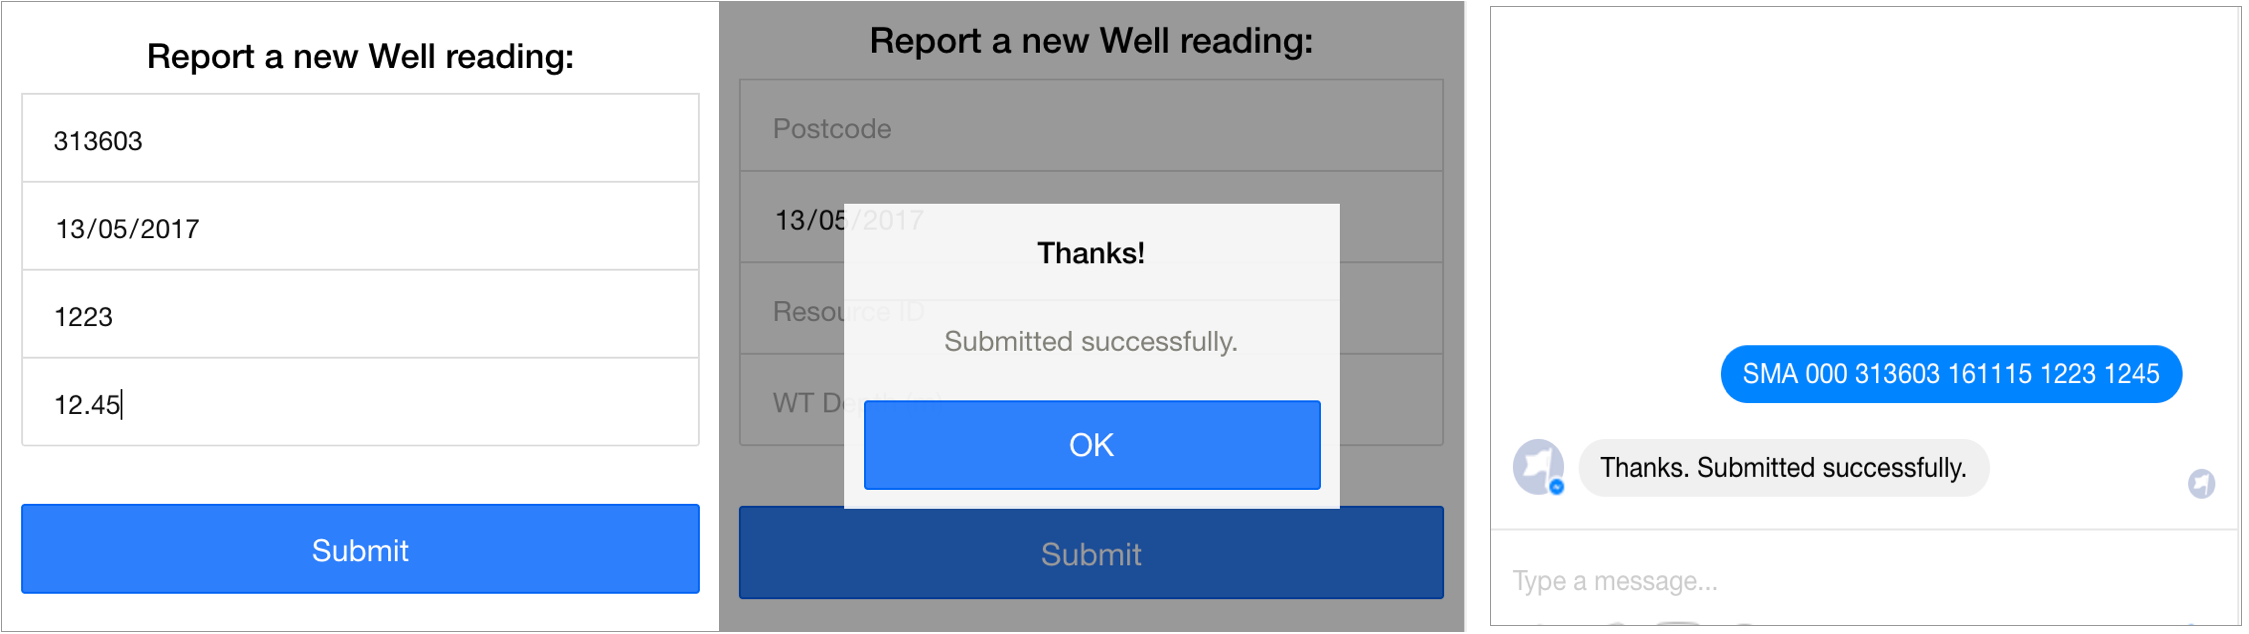 Report a new Well reading:
313603
13/05/2017
1223
12.45
Submit
Report a new Well reading:
Postcode
13/05/2017
Thanks!
Resource ID
Submitted successfully.
WT
OK
Submit
SMA 000 313603 161115 1223 1245
Thanks. Submitted successfully.
Type a message...